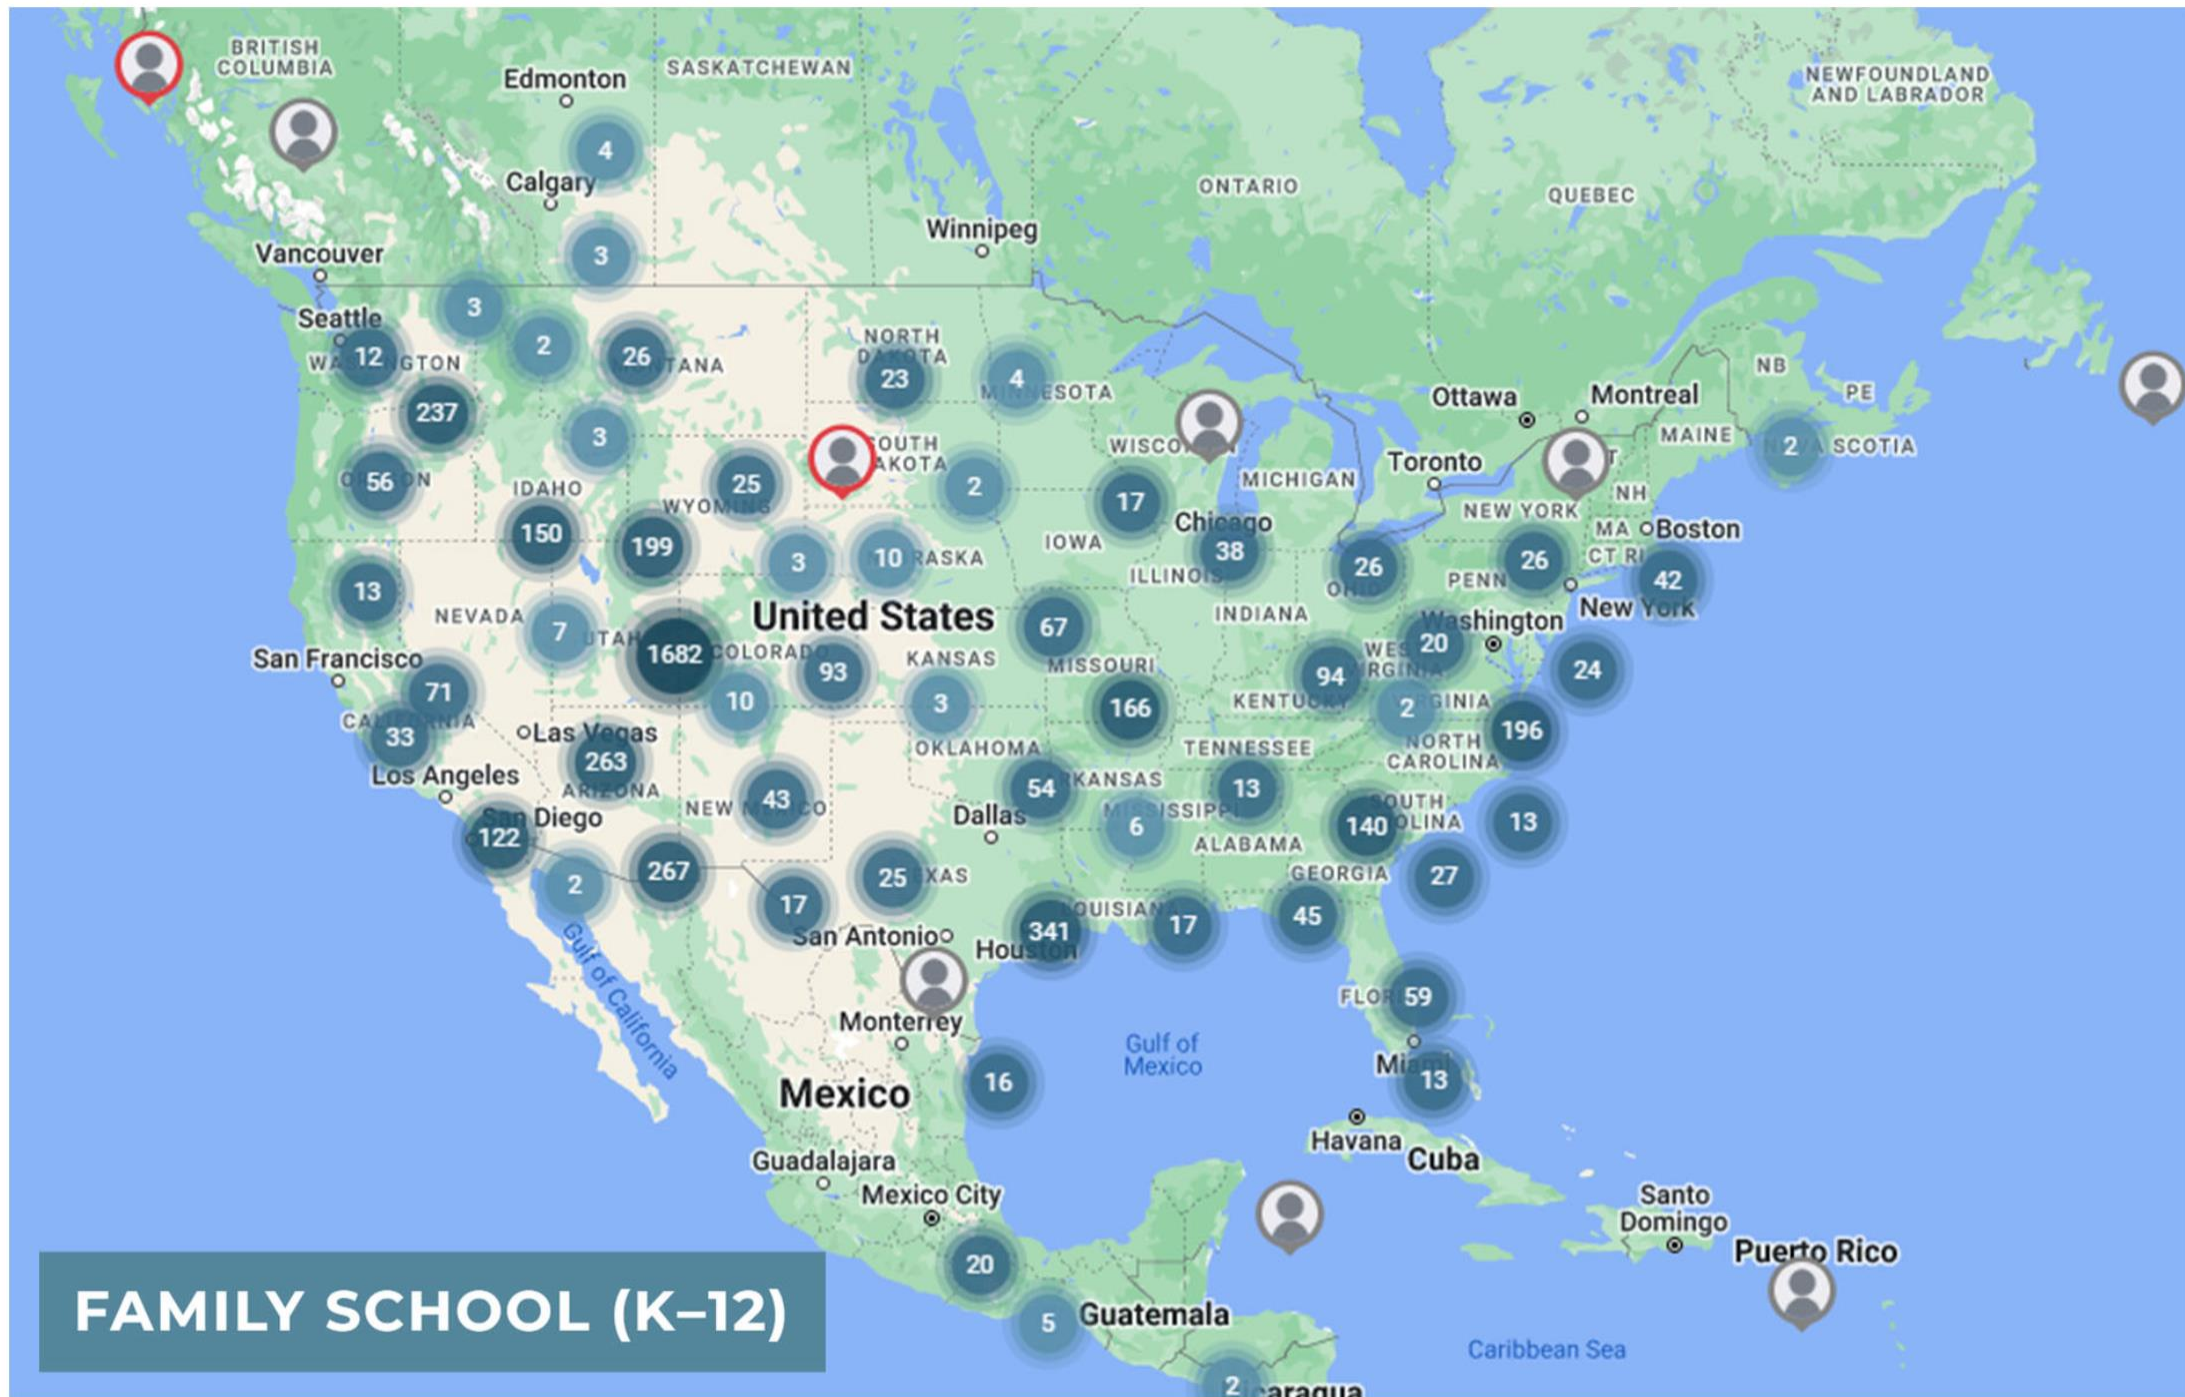 BRITISH
COLUMBIA
Edmonton
SASKATCHEWAN
NEWFOUNDLAND
AND LABRADOR
4
Calgary
ONTARIO
QUEBEC
Winnipeg
Vancouver
3
3
Seattle
2
12
26
NORTH
DAKOTA
23
4
237
3
Ottawa
Montreal
NB
PE
MAINE
2
SCOTIA
56
IDAHO
25
WYOMING
2
17
MICHIGAN
Toronto
NH
NEW YORK
MA
Boston
CT RI
150
199
Chicago
38
3
10
IOWA
ILLINOIS
26
OHIO
PENN
26
42
New York
13
NEVADA
7
UTAH
United States
67
INDIANA
Washington
20
San Francisco
1682
COLORADO
93
KANSAS
MISSOURI
94
24
71
10
3
166
KENTUCKY
2
196
33
Las Vegas
263
ARIZONA
OKLAHOMA
TENNESSEE
NORTH
CAROLINA
Los Angeles
43
54
13
San Diego
122
Dallas
6
MISSISSIPPI
ALABAMA
SOUTH
140
13
2
267
25
GEORGIA
27
17
San Antonio
341
Houston
17
45
Gulf of California
Monterrey
59
Gulf of
Mexico
Miami
13
Mexico
16
Havana
Cuba
Guadalajara
Mexico City
Santo
Domingo
Puerto Rico
20
5
Guatemala
Caribbean Sea
2
FAMILY SCHOOL (K–12)